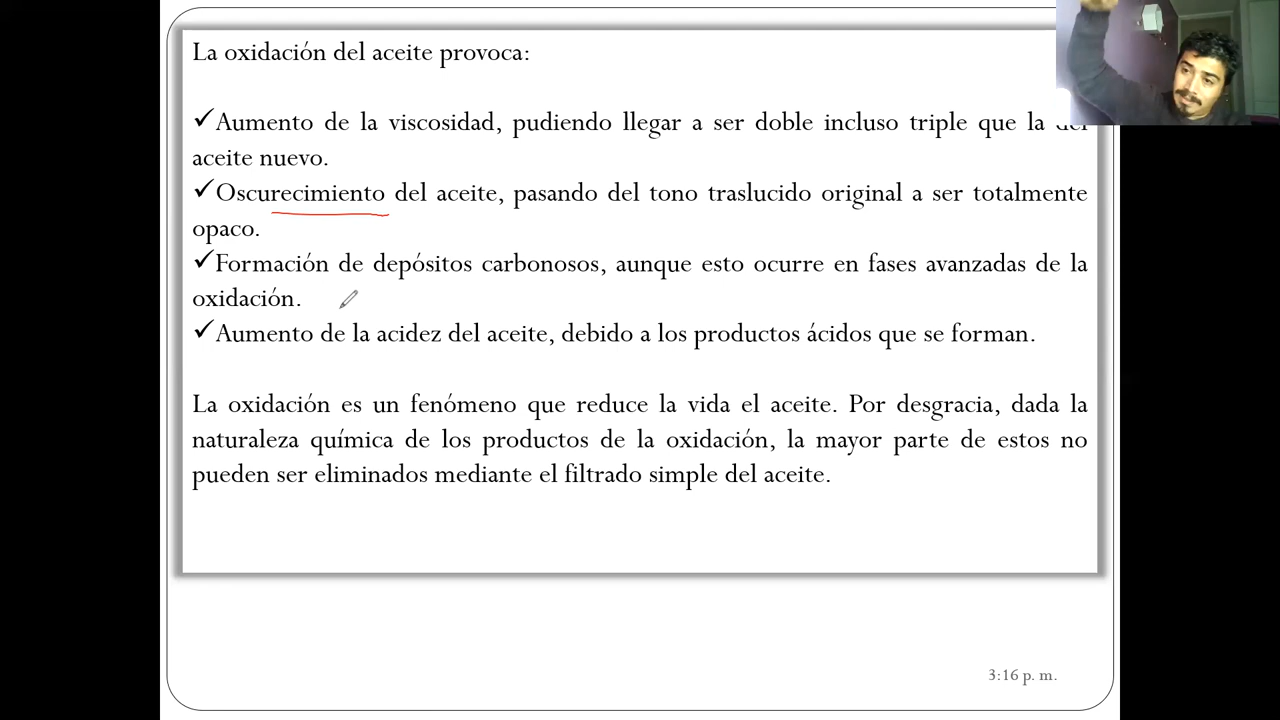 La oxidación del aceite provoca:
✓Aumento de la viscosidad, pudiendo llegar a ser doble incluso triple que la del
aceite nuevo.
✓Oscurecimiento del aceite, pasando del tono traslucido original a ser totalmente
opaco.
✓Formación de depósitos carbonosos, aunque esto ocurre en fases avanzadas de la
oxidación.
✓Aumento de la acidez del aceite, debido a los productos ácidos que se forman.
La oxidación es un fenómeno que reduce la vida el aceite. Por desgracia, dada la
naturaleza química de los productos de la oxidación, la mayor parte de estos no
pueden ser eliminados mediante el filtrado simple del aceite.
3:16 p. m.